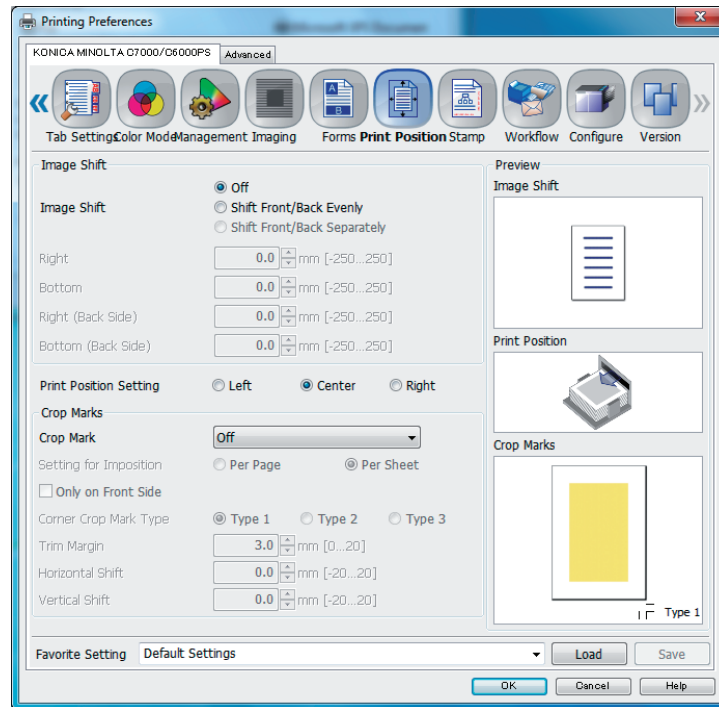 Printing Preferences
KONICA MINOLTA C7000/C6000PS Advanced
A
B
Tab Settings Color Mode Management Imaging Forms Print Position Stamp Workflow Configure Version
Image Shift
Image Shift
Off
Shift Front/Back Evenly
Shift Front/Back Separately
Right 0.0 mm [-250...250]
Bottom 0.0 mm [-250...250]
Right (Back Side) 0.0 mm [-250...250]
Bottom (Back Side) 0.0 mm [-250...250]
Print Position Setting Left Center Right
Crop Marks
Crop Mark Off
Setting for Imposition Per Page Per Sheet
Only on Front Side
Corner Crop Mark Type Type 1 Type 2 Type 3
Trim Margin 3.0 mm [0...20]
Horizontal Shift 0.0 mm [-20...20]
Vertical Shift 0.0 mm [-20...20]
Preview
Image Shift
Print Position
Crop Marks
Type 1
Favorite Setting Default Settings Load Save
OK Cancel Help